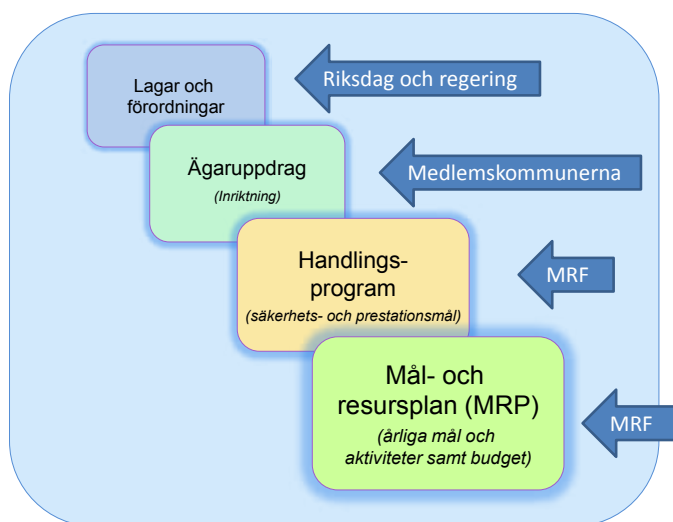 Lagar och
förordningar
Riksdag och regering
Ägaruppdrag
(Inriktning)
Medlemskommunerna
Handlings-
program
(säkerhets- och prestationsmål)
MRF
Mål- och
resursplan (MRP)
(årliga mål och
aktiviteter samt budget)
MRF